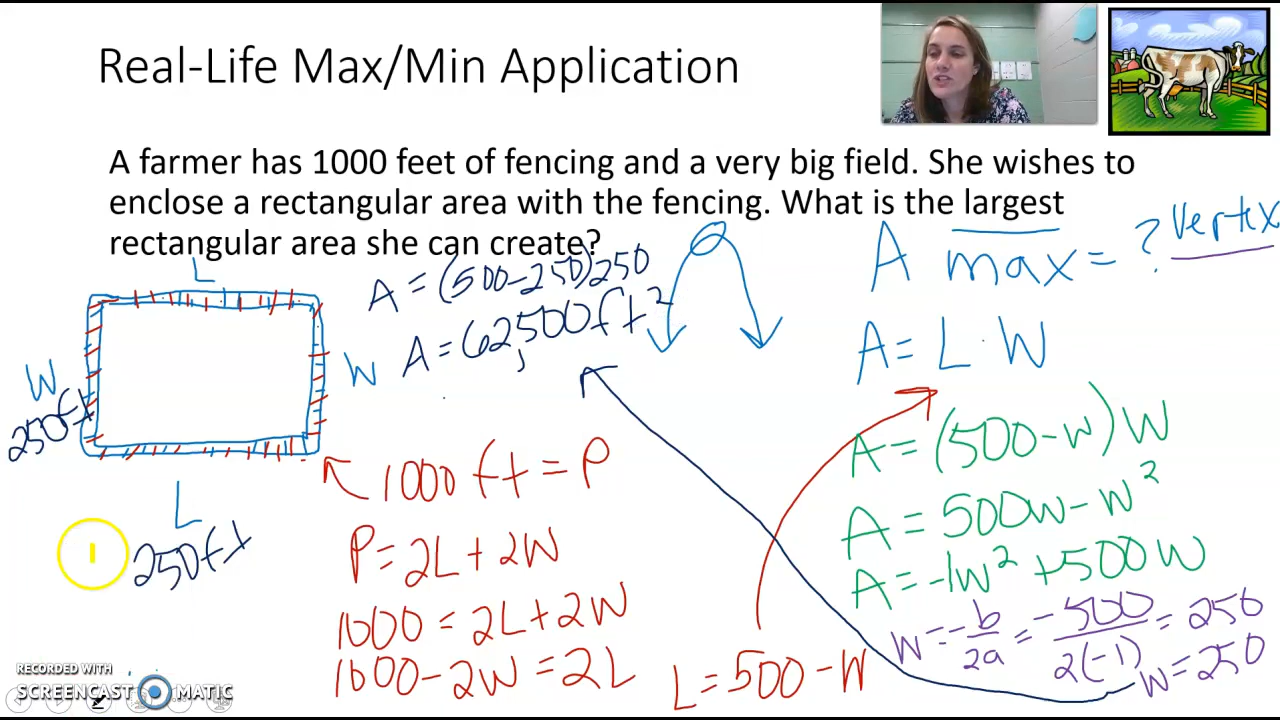 Real-Life Max/Min Application
A farmer has 1000 feet of fencing and a very big field. She wishes to
enclose a rectangular area with the fencing. What is the largest
rectangular area she can create?
A max = ? Vertex
L
A = (500-250)250
A = 62,500ft²
W
250ft
W
L
250ft
1000 ft = P
P = 2L + 2W
1000 = 2L + 2W
1000 - 2W = 2L
L = 500 - W
A = L · W
A = (500 - W)W
A = 500W - W²
A = -1W² + 500W
W = -b/2a = -500/2(-1) = 250
W = 250
RECORDED WITH
SCREENCAST MATIC